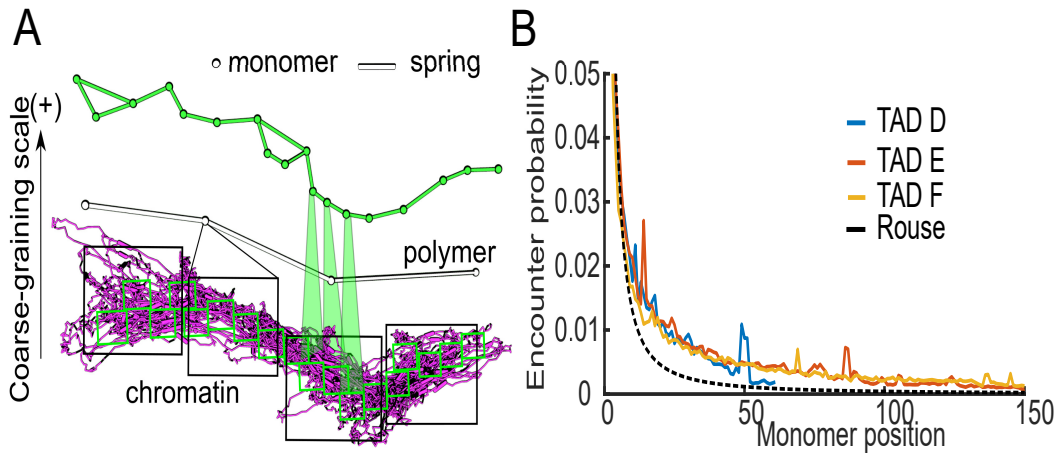 A
monomer
spring
(+)
Coarse-graining scale
polymer
chromatin
B
Encounter probability
0.05
0.04
0.03
0.02
0.01
0
TAD D
TAD E
TAD F
Rouse
0
50
100
150
Monomer position